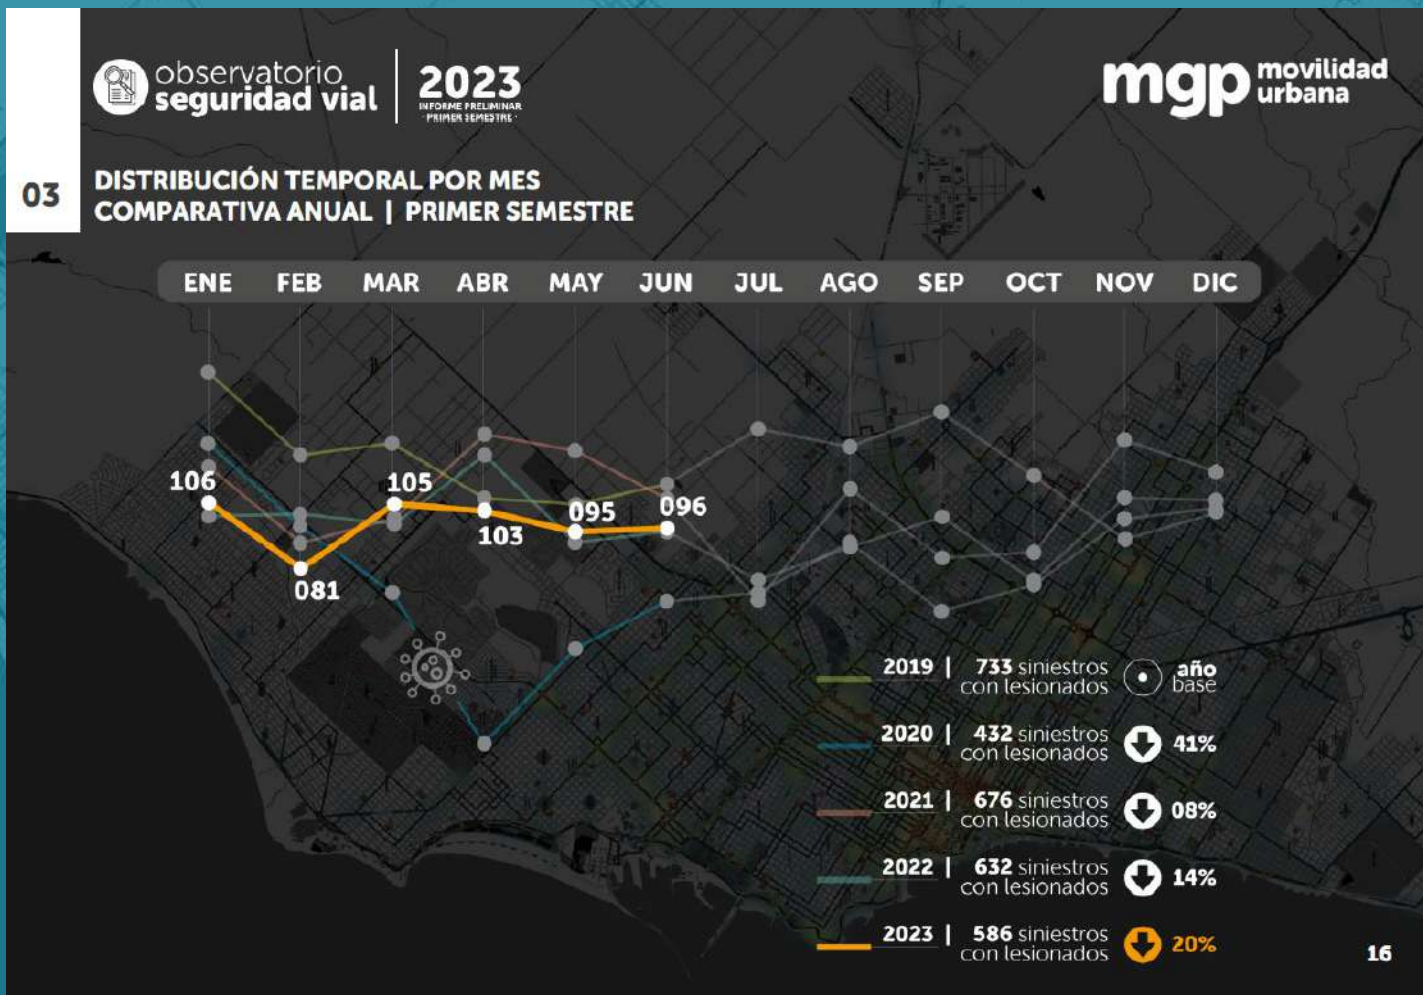 observatorio
seguridad vial
2023
INFORME PRELIMINAR
· PRIMER SEMESTRE ·
mgp movilidad
urbana
03
DISTRIBUCIÓN TEMPORAL POR MES
COMPARATIVA ANUAL | PRIMER SEMESTRE
ENE FEB MAR ABR MAY JUN JUL AGO SEP OCT NOV DIC
106
105
095
096
103
081
2019 | 733 siniestros
con lesionados
año
base
2020 | 432 siniestros
con lesionados
41%
2021 | 676 siniestros
con lesionados
08%
2022 | 632 siniestros
con lesionados
14%
2023 | 586 siniestros
con lesionados
20%
16